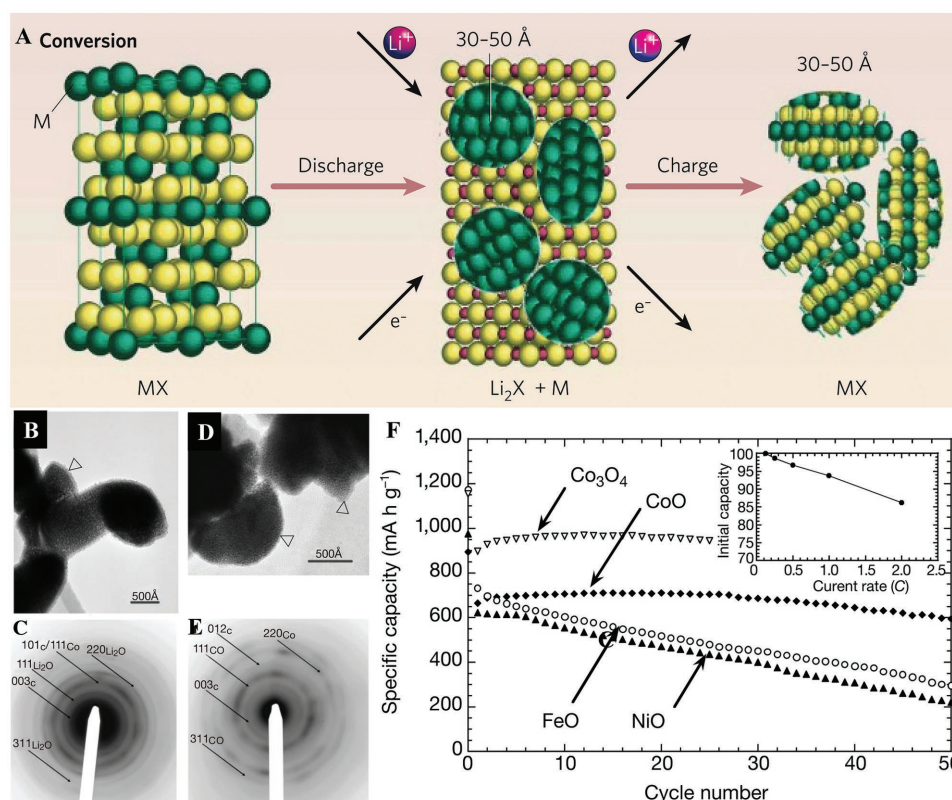 A Conversion
Li⁺
30–50 Å
Li⁺
30–50 Å
M
Discharge
Charge
e⁻
e⁻
MX
Li₂X + M
MX
B
500Å
D
500Å
C
101c/111Co
220Li₂O
111Li₂O
003c
311Li₂O
E
012c
220Co
111CO
003c
311CO
F
1,400
1,200
1,000
800
600
400
200
0
Specific capacity (mA h g⁻¹)
0
10
20
30
40
50
Cycle number
Co₃O₄
CoO
FeO
NiO
C
100
95
90
85
80
75
70
Initial capacity
0.5
1.0
1.5
2.0
2.5
Curent rate (C)